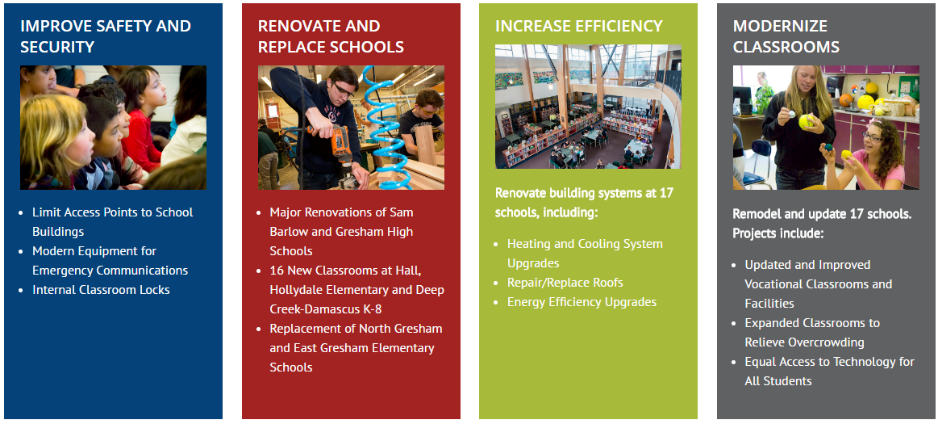 IMPROVE SAFETY AND
SECURITY
• Limit Access Points to School
Buildings
• Modern Equipment for
Emergency Communications
• Internal Classroom Locks
RENOVATE AND
REPLACE SCHOOLS
• Major Renovations of Sam
Barlow and Gresham High
Schools
• 16 New Classrooms at Hall,
Hollydale Elementary and Deep
Creek-Damascus K-8
• Replacement of North Gresham
and East Gresham Elementary
Schools
INCREASE EFFICIENCY
Renovate building systems at 17
schools, including:
• Heating and Cooling System
Upgrades
• Repair/Replace Roofs
• Energy Efficiency Upgrades
MODERNIZE
CLASSROOMS
Remodel and update 17 schools.
Projects include:
• Updated and Improved
Vocational Classrooms and
Facilities
• Expanded Classrooms to
Relieve Overcrowding
• Equal Access to Technology for
All Students